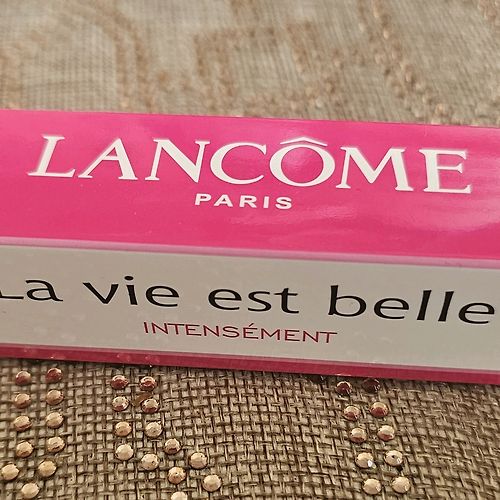 LANCÔME
PARIS
La vie est belle
INTENSÉMENT